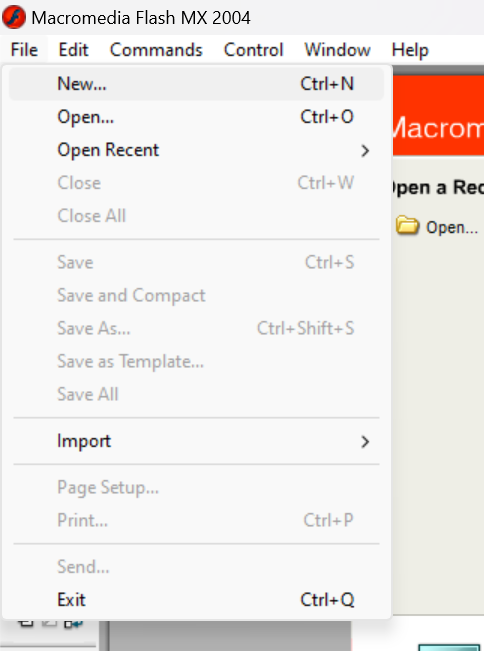 Macromedia Flash MX 2004
File Edit Commands Control Window Help
New... Ctrl+N
Open... Ctrl+O
Open Recent
Close Ctrl+W
Close All
Save Ctrl+S
Save and Compact
Save As... Ctrl+Shift+S
Save as Template...
Save All
Import
Page Setup...
Print... Ctrl+P
Send...
Exit Ctrl+Q
Macrom
Open a Rec
Open...